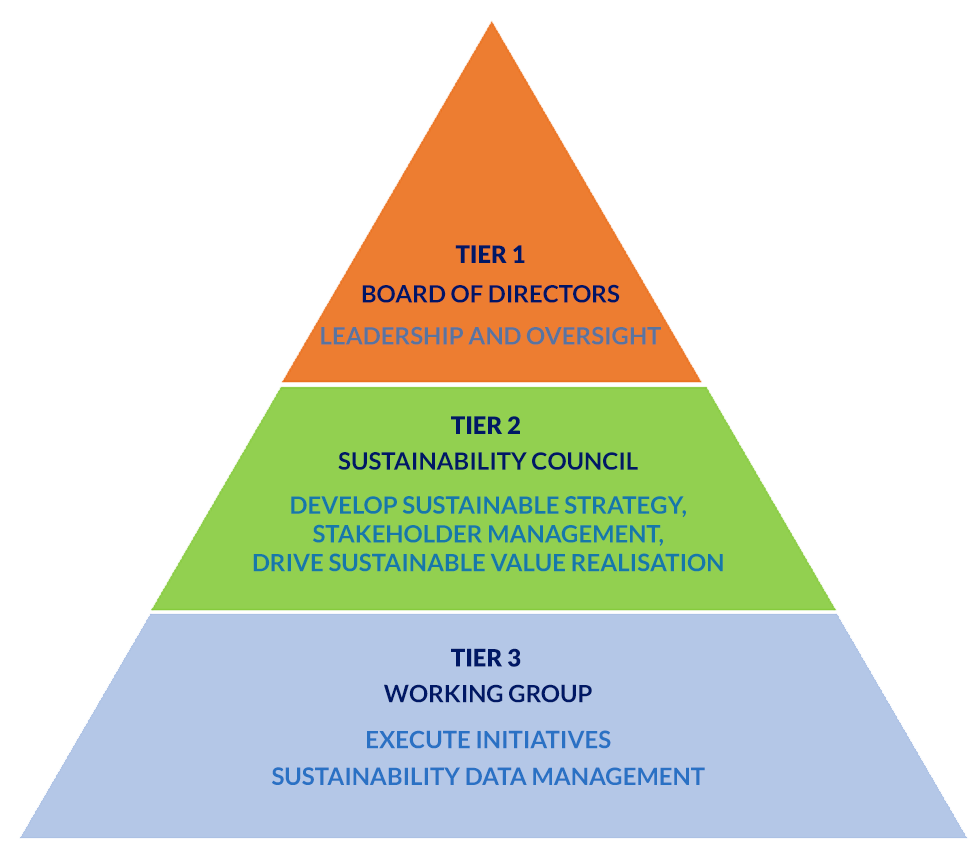 TIER 1
BOARD OF DIRECTORS
LEADERSHIP AND OVERSIGHT
TIER 2
SUSTAINABILITY COUNCIL
DEVELOP SUSTAINABLE STRATEGY,
STAKEHOLDER MANAGEMENT,
DRIVE SUSTAINABLE VALUE REALISATION
TIER 3
WORKING GROUP
EXECUTE INITIATIVES
SUSTAINABILITY DATA MANAGEMENT